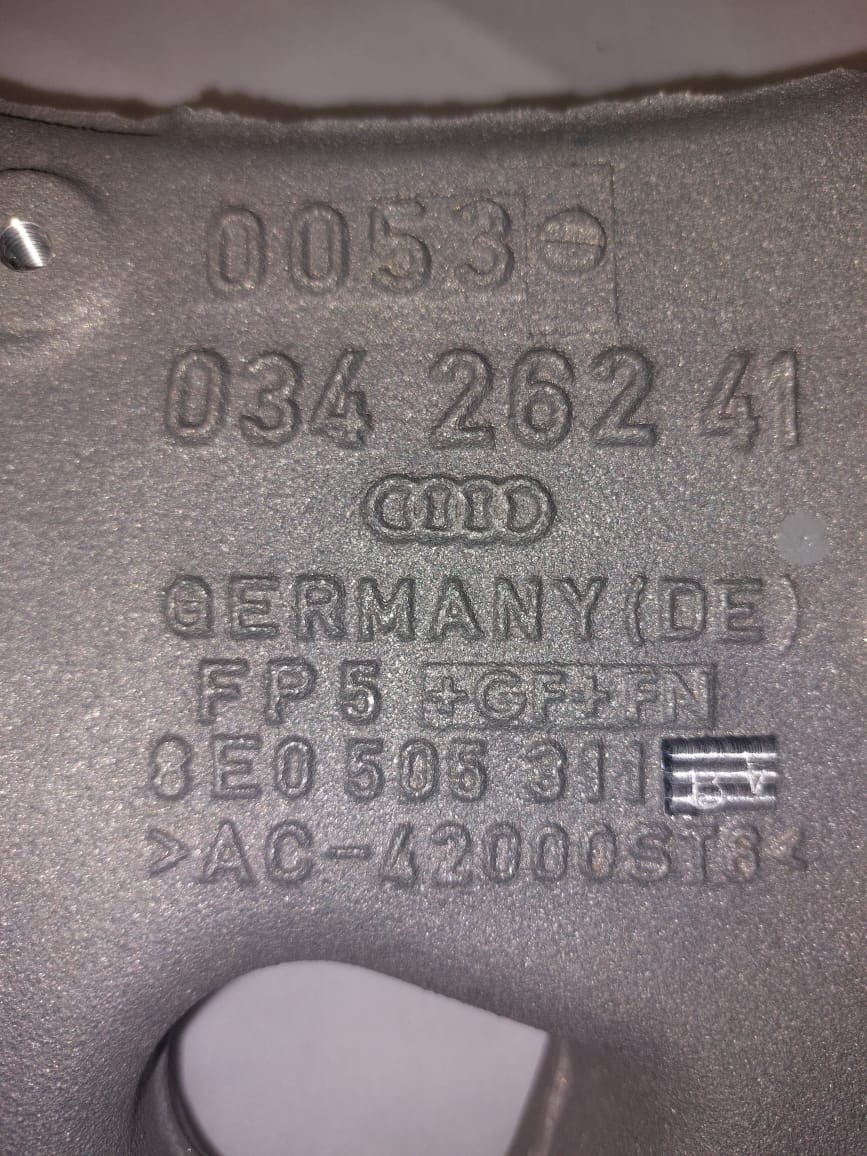 0053
034 262 41
GERMANY (DE)
FP5 +GF+ FN
8E0 505 311
>AC-42000ST6<